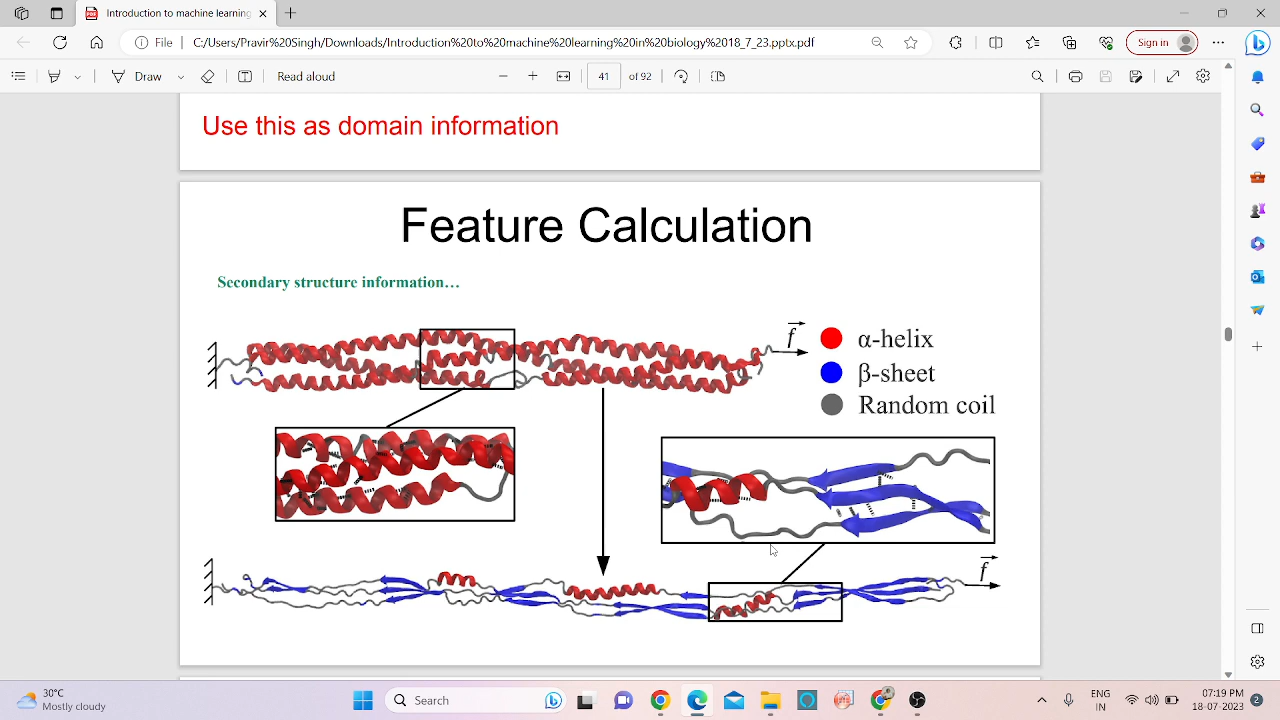 Introduction to machine learning
File
C:/Users/Pravir%20Singh/Downloads/Introduction%20to%20machine%20learning%20in%20biology%2018_7_23.pptx.pdf
Sign in
Draw
Read aloud
41
of 92
Use this as domain information
Feature Calculation
Secondary structure information…
f
α-helix
β-sheet
Random coil
f
30°C
Mostly cloudy
Search
ENG
IN
07:19 PM
18-07-2023
2